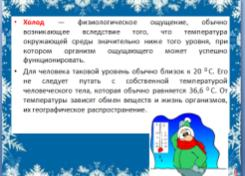 • Холод — физиологическое ощущение, обычно
возникающее вследствие того, что температура
окружающей среды значительно ниже того уровня, при
котором организм ощущающего может успешно
функционировать.
• Для человека таковой уровень обычно близок к 20 ⁰ С. Его
не следует путать с собственной температурой
человеческого тела, которая обычно равняется 36,6 ⁰ С. От
температуры зависят обмен веществ и жизнь организмов,
их географическое распространение.